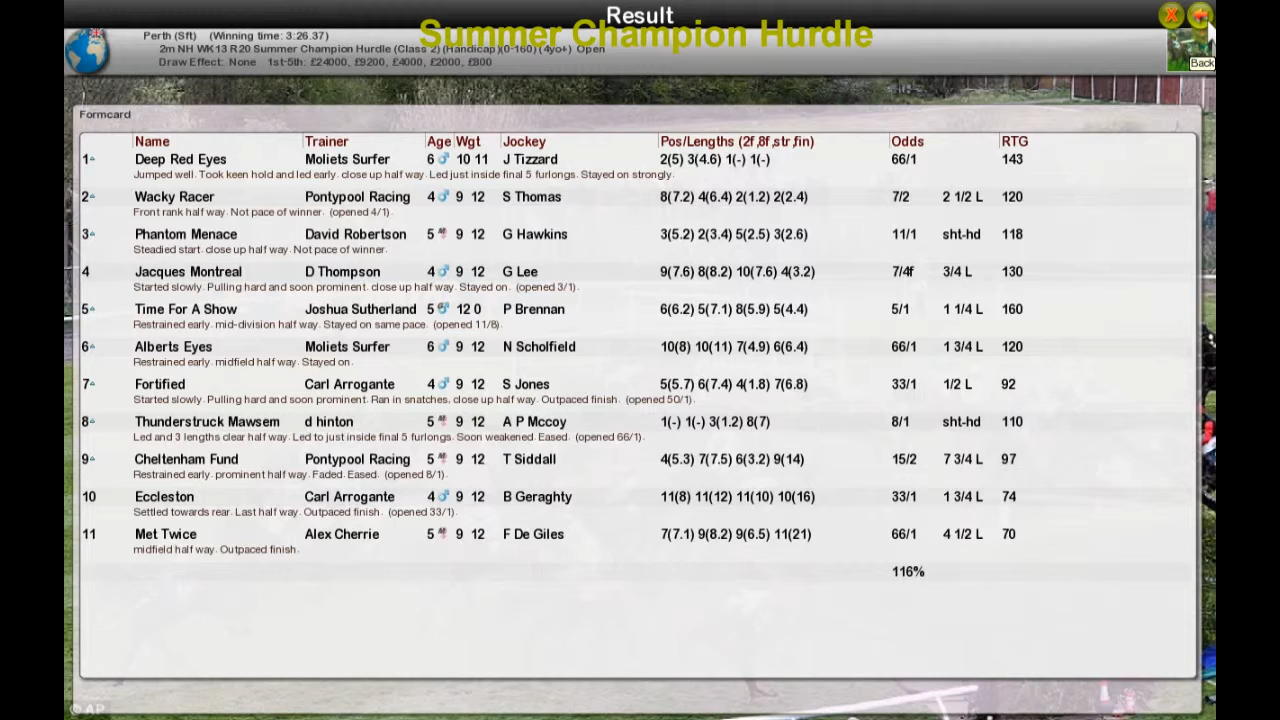 Result
Summer Champion Hurdle
Perth (Sft) (Winning time: 3:26.37)
2m NH WK13 R20 Summer Champion Hurdle (Class 2) (Handicap)(0-160) (4yo+) Open
Draw Effect: None 1st-5th: £24000, £9200, £4000, £2000, £800
Back
Formcard
Name Trainer Age Wgt Jockey Pos/Lengths (2f,8f,str,fin) Odds RTG
1 Deep Red Eyes Moliets Surfer 6 10 11 J Tizzard 2(5) 3(4.6) 1(-) 1(-) 66/1 143
Jumped well. Took keen hold and led early. close up half way. Led just inside final 5 furlongs. Stayed on strongly.
2 Wacky Racer Pontypool Racing 4 9 12 S Thomas 8(7.2) 4(6.4) 2(1.2) 2(2.4) 7/2 2 1/2 L 120
Front rank half way. Not pace of winner. (opened 4/1).
3 Phantom Menace David Robertson 5 9 12 G Hawkins 3(5.2) 2(3.4) 5(2.5) 3(2.6) 11/1 sht-hd 118
Steadied start. close up half way. Not pace of winner.
4 Jacques Montreal D Thompson 4 9 12 G Lee 9(7.6) 8(8.2) 10(7.6) 4(3.2) 7/4f 3/4 L 130
Started slowly. Pulling hard and soon prominent. close up half way. Stayed on. (opened 3/1).
5 Time For A Show Joshua Sutherland 5 12 0 P Brennan 6(6.2) 5(7.1) 8(5.9) 5(4.4) 5/1 1 1/4 L 160
Restrained early. mid-division half way. Stayed on same pace. (opened 11/8).
6 Alberts Eyes Moliets Surfer 6 9 12 N Scholfield 10(8) 10(11) 7(4.9) 6(6.4) 66/1 1 3/4 L 120
Restrained early. midfield half way. Stayed on.
7 Fortified Carl Arrogante 4 9 12 S Jones 5(5.7) 6(7.4) 4(1.8) 7(6.8) 33/1 1/2 L 92
Started slowly. Pulling hard and soon prominent. Ran in snatches, close up half way. Outpaced finish. (opened 50/1).
8 Thunderstruck Mawsem d hinton 5 9 12 A P Mccoy 1(-) 1(-) 3(1.2) 8(7) 8/1 sht-hd 110
Led and 3 lengths clear half way. Led to just inside final 5 furlongs. Soon weakened. Eased. (opened 66/1).
9 Cheltenham Fund Pontypool Racing 5 9 12 T Siddall 4(5.3) 7(7.5) 6(3.2) 9(14) 15/2 7 3/4 L 97
Restrained early. prominent half way. Faded. Eased. (opened 8/1).
10 Eccleston Carl Arrogante 4 9 12 B Geraghty 11(8) 11(12) 11(10) 10(16) 33/1 1 3/4 L 74
Settled towards rear. Last half way. Outpaced finish. (opened 33/1).
11 Met Twice Alex Cherrie 5 9 12 F De Giles 7(7.1) 9(8.2) 9(6.5) 11(21) 66/1 4 1/2 L 70
midfield half way. Outpaced finish.
116%
© AP